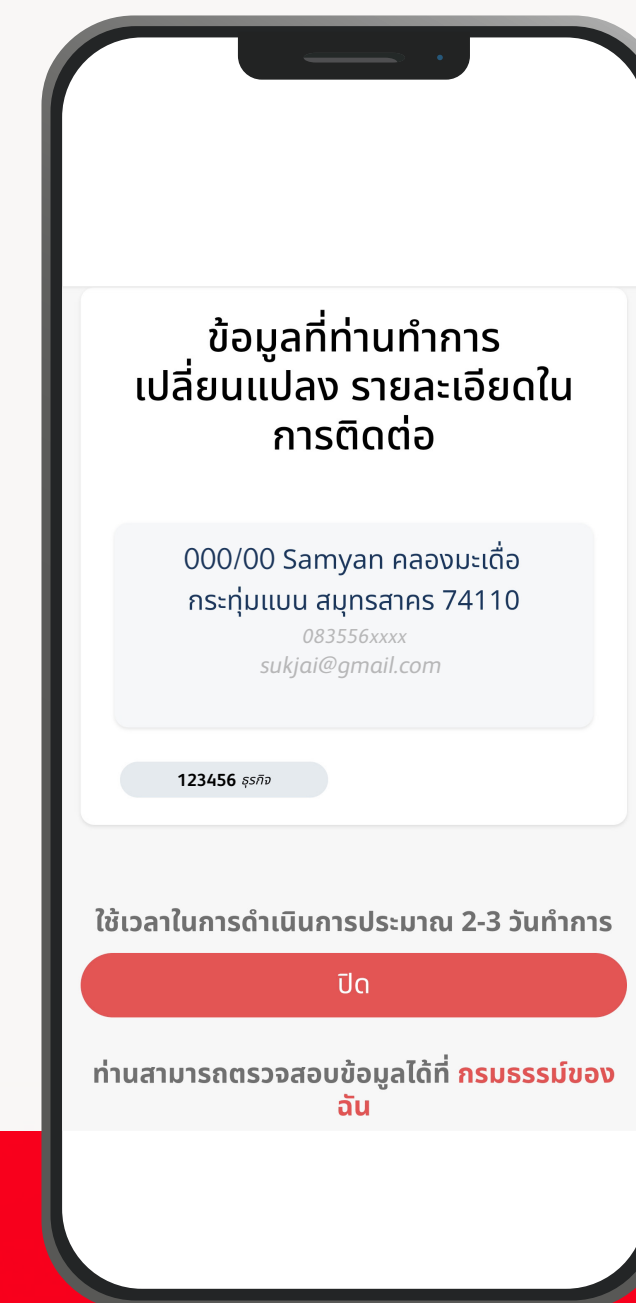 ข้อมูลที่ท่านทำการ
เปลี่ยนแปลง รายละเอียดใน
การติดต่อ
000/00 Samyan คลองมะเดื่อ
กระทุ่มแบน สมุทรสาคร 74110
083556xxxx
sukjai@gmail.com
123456 ธุรกิจ
ใช้เวลาในการดำเนินการประมาณ 2-3 วันทำการ
ปิด
ท่านสามารถตรวจสอบข้อมูลได้ที่ กรมธรรม์ของ
ฉัน